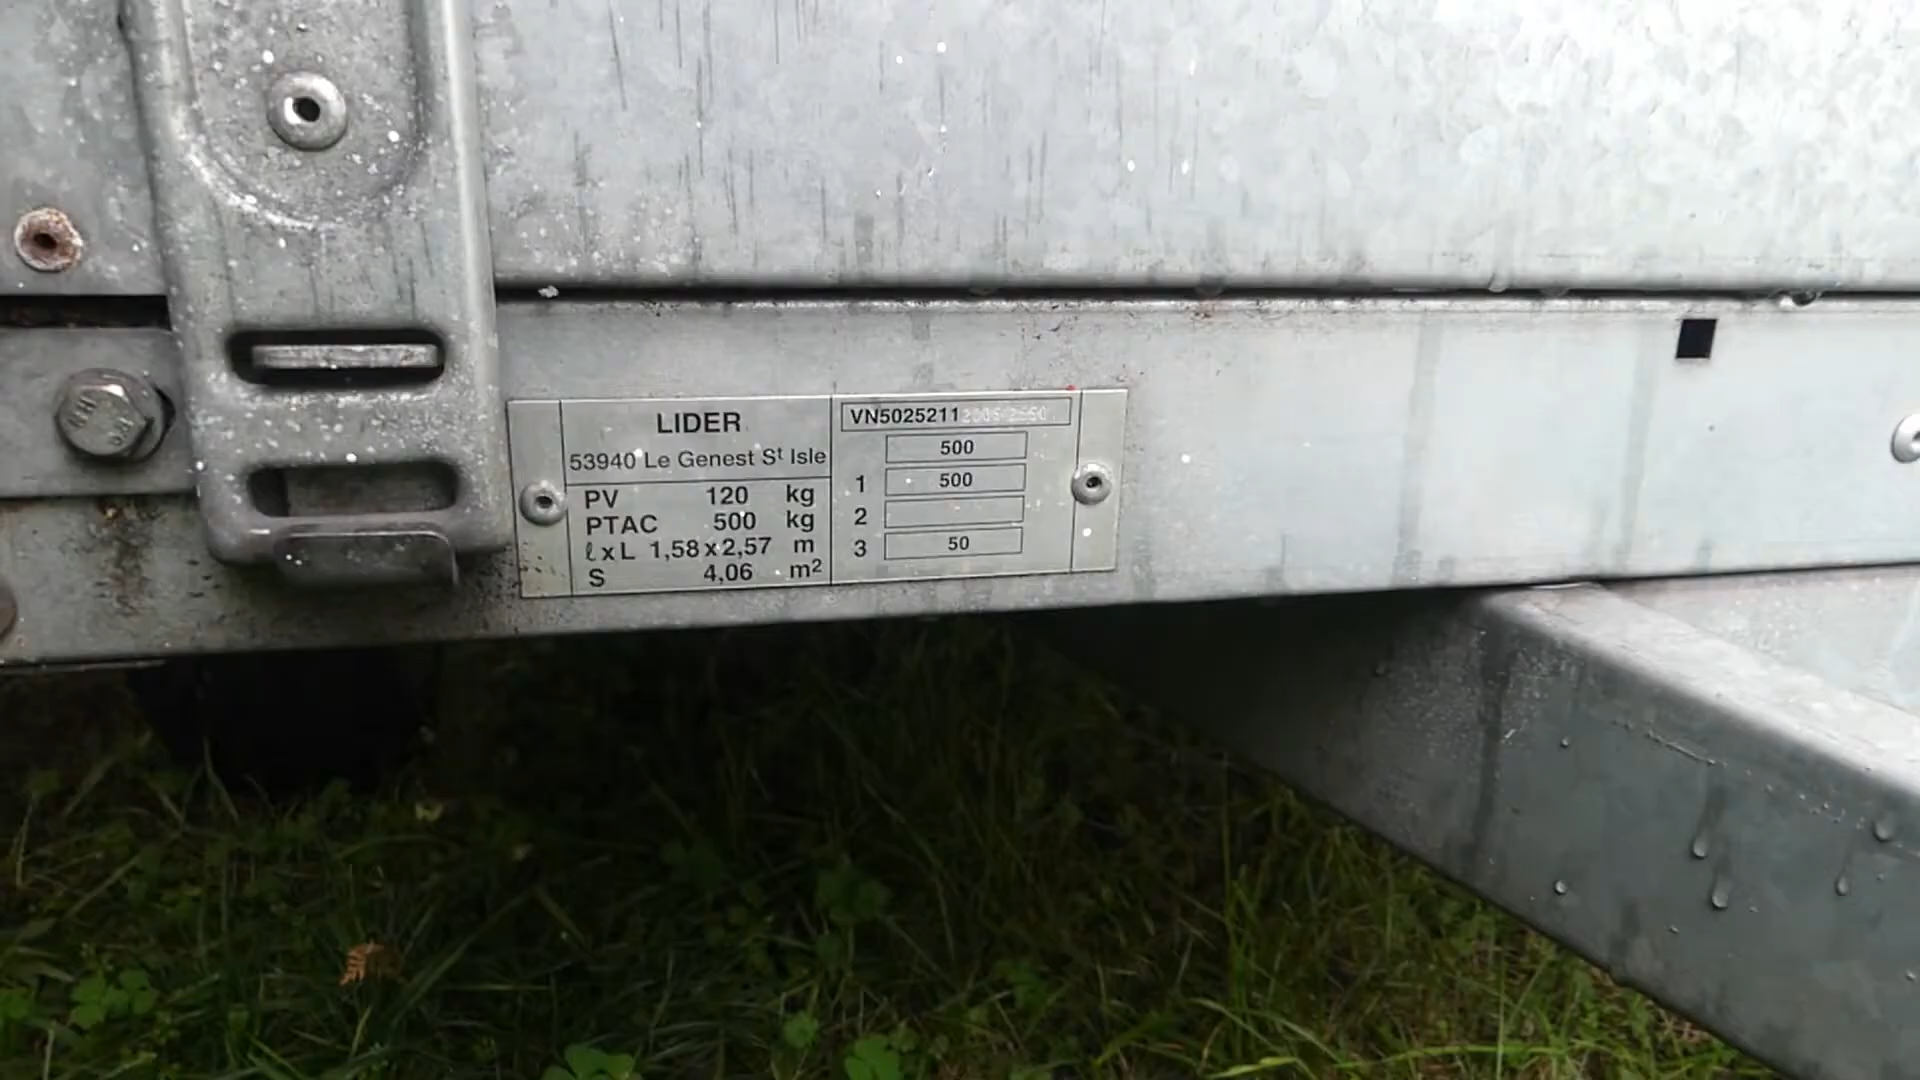 LIDER
53940 Le Genest St Isle
PV 120 kg
PTAC 500 kg
ℓ x L 1,58 x 2,57 m
S 4,06 m²
VN5025211
500
1 500
2
3 50